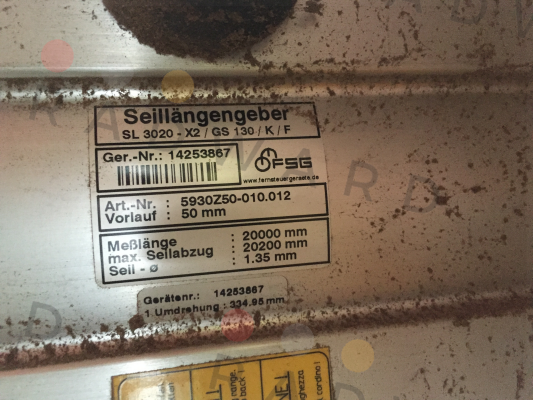 Seillängengeber
SL 3020 - X2 / GS 130 / K / F
Ger.-Nr.: 14253867
FSG
www.fernsteuergeraete.de
Art.-Nr. : 5930Z50-010.012
Vorlauf : 50 mm
Meßlänge : 20000 mm
max. Seilabzug : 20200 mm
Seil - ø : 1.35 mm
Gerätenr.: 14253867
1 Umdrehung : 334.95 mm
range.
back !